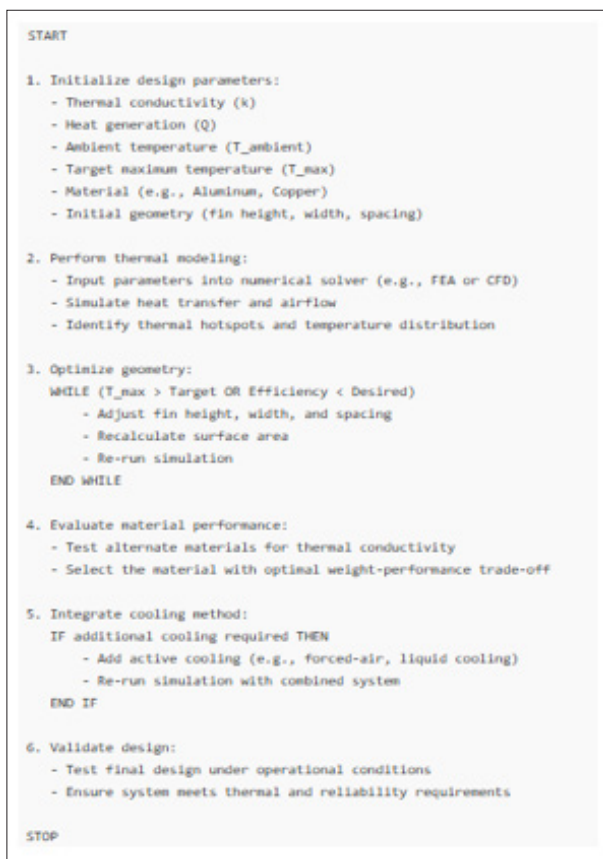 START
1. Initialize design parameters:
- Thermal conductivity (k)
- Heat generation (Q)
- Ambient temperature (T_ambient)
- Target maximum temperature (T_max)
- Material (e.g., Aluminum, Copper)
- Initial geometry (fin height, width, spacing)
2. Perform thermal modeling:
- Input parameters into numerical solver (e.g., FEA or CFD)
- Simulate heat transfer and airflow
- Identify thermal hotspots and temperature distribution
3. Optimize geometry:
WHILE (T_max > Target OR Efficiency < Desired)
- Adjust fin height, width, and spacing
- Recalculate surface area
- Re-run simulation
END WHILE
4. Evaluate material performance:
- Test alternate materials for thermal conductivity
- Select the material with optimal weight-performance trade-off
5. Integrate cooling method:
IF additional cooling required THEN
- Add active cooling (e.g., forced-air, liquid cooling)
- Re-run simulation with combined system
END IF
6. Validate design:
- Test final design under operational conditions
- Ensure system meets thermal and reliability requirements
STOP